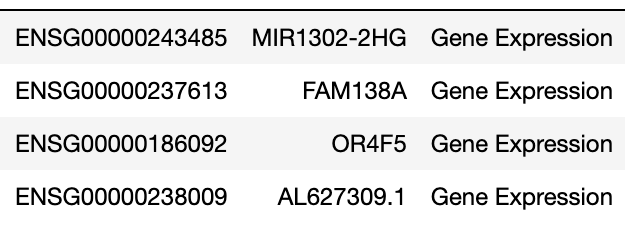 ENSG00000243485 MIR1302-2HG Gene Expression
ENSG00000237613 FAM138A Gene Expression
ENSG00000186092 OR4F5 Gene Expression
ENSG00000238009 AL627309.1 Gene Expression